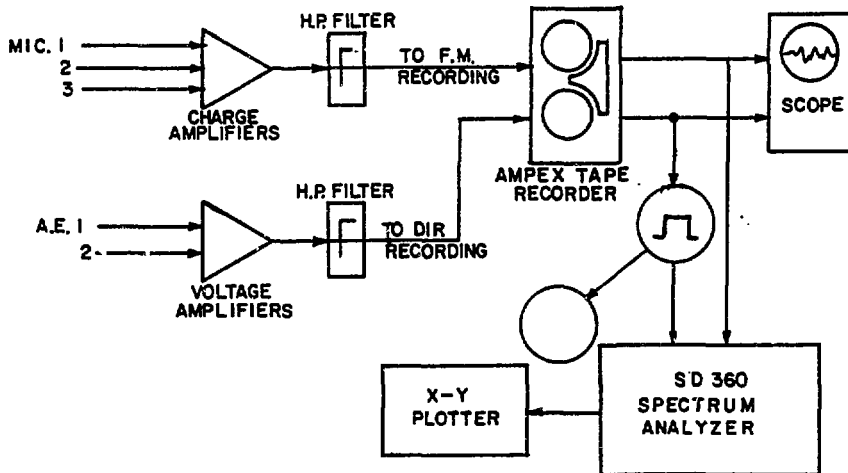 H.P. FILTER
MIC. 1
2
3
TO F.M.
RECORDING
CHARGE
AMPLIFIERS
SCOPE
AMPEX TAPE
RECORDER
H.P. FILTER
A.E. 1
2
TO DIR
RECORDING
VOLTAGE
AMPLIFIERS
X-Y
PLOTTER
SD 360
SPECTRUM
ANALYZER